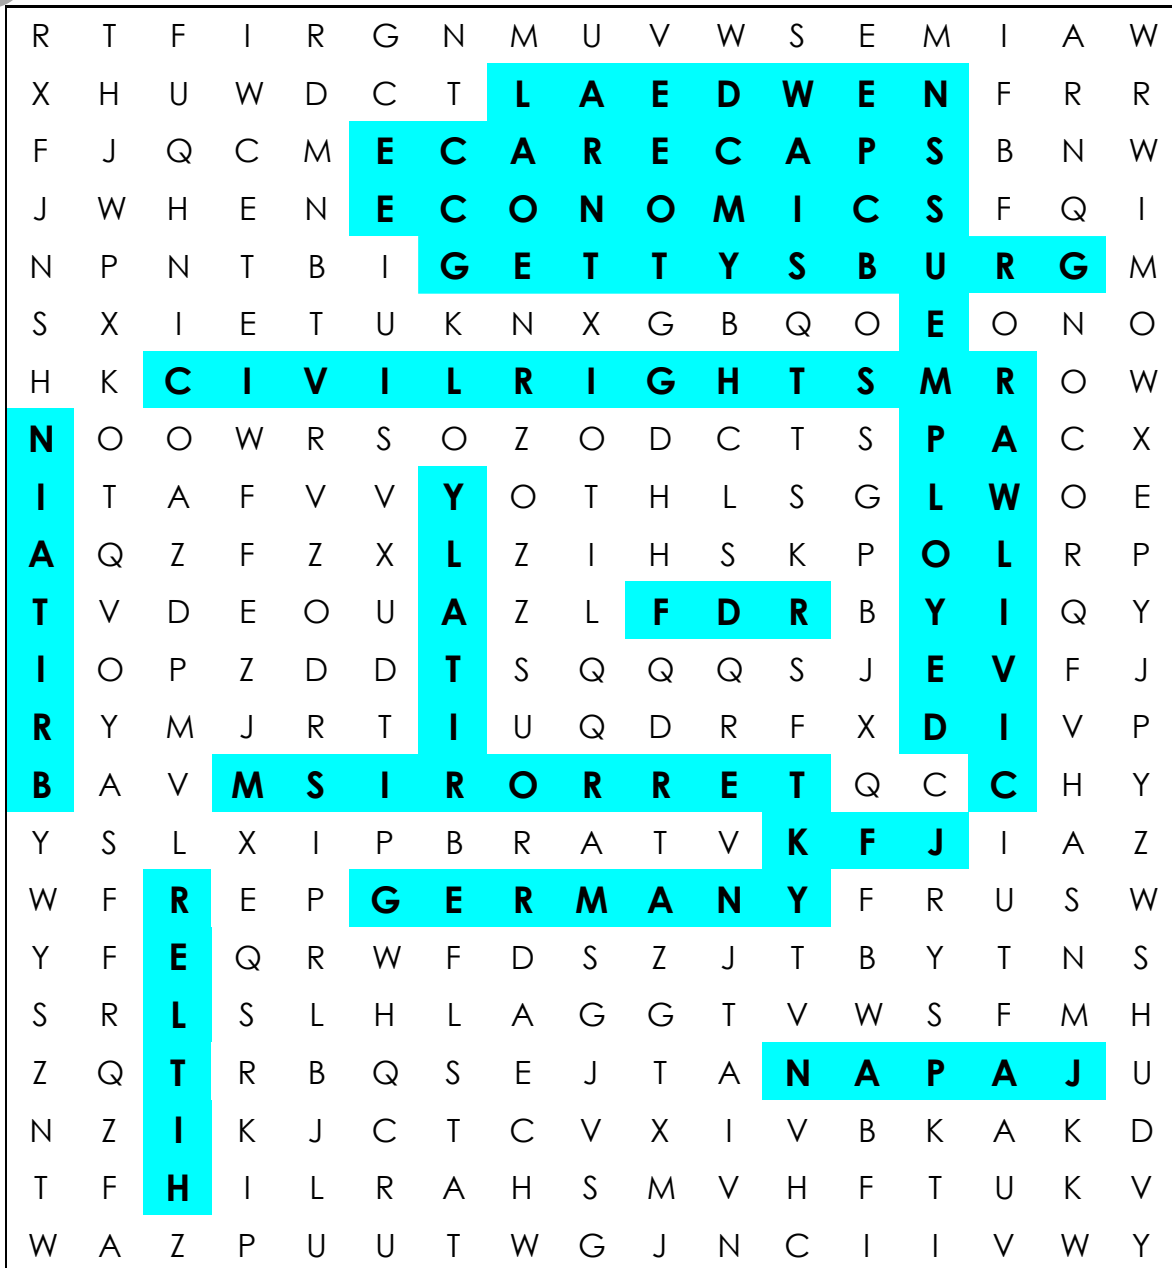 R T F I R G N M U V W S E M I A W
X H U W D C T L A E D W E N F R R
F J Q C M E C A R E C A P S B N W
J W H E N E C O N O M I C S F Q I
N P N T B I G E T T Y S B U R G M
S X I E T U K N X G B Q O E O N O
H K C I V I L R I G H T S M R O W
N O O W R S O Z O D C T S P A C X
I T A F V V Y O T H L S G L W O E
A Q Z F Z X L Z I H S K P O L R P
T V D E O U A Z L F D R B Y I Q Y
I O P Z D D T S Q Q Q S J E V F J
R Y M J R T I U Q D R F X D I V P
B A V M S I R O R R E T Q C C H Y
Y S L X I P B R A T V K F J I A Z
W F R E P G E R M A N Y F R U S W
Y F E Q R W F D S Z J T B Y T N S
S R L S L H L A G G T V W S F M H
Z Q T R B Q S E J T A N A P A J U
N Z I K J C T C V X I V B K A K D
T F H I L R A H S M V H F T U K V
W A Z P U U T W G J N C I I V W Y